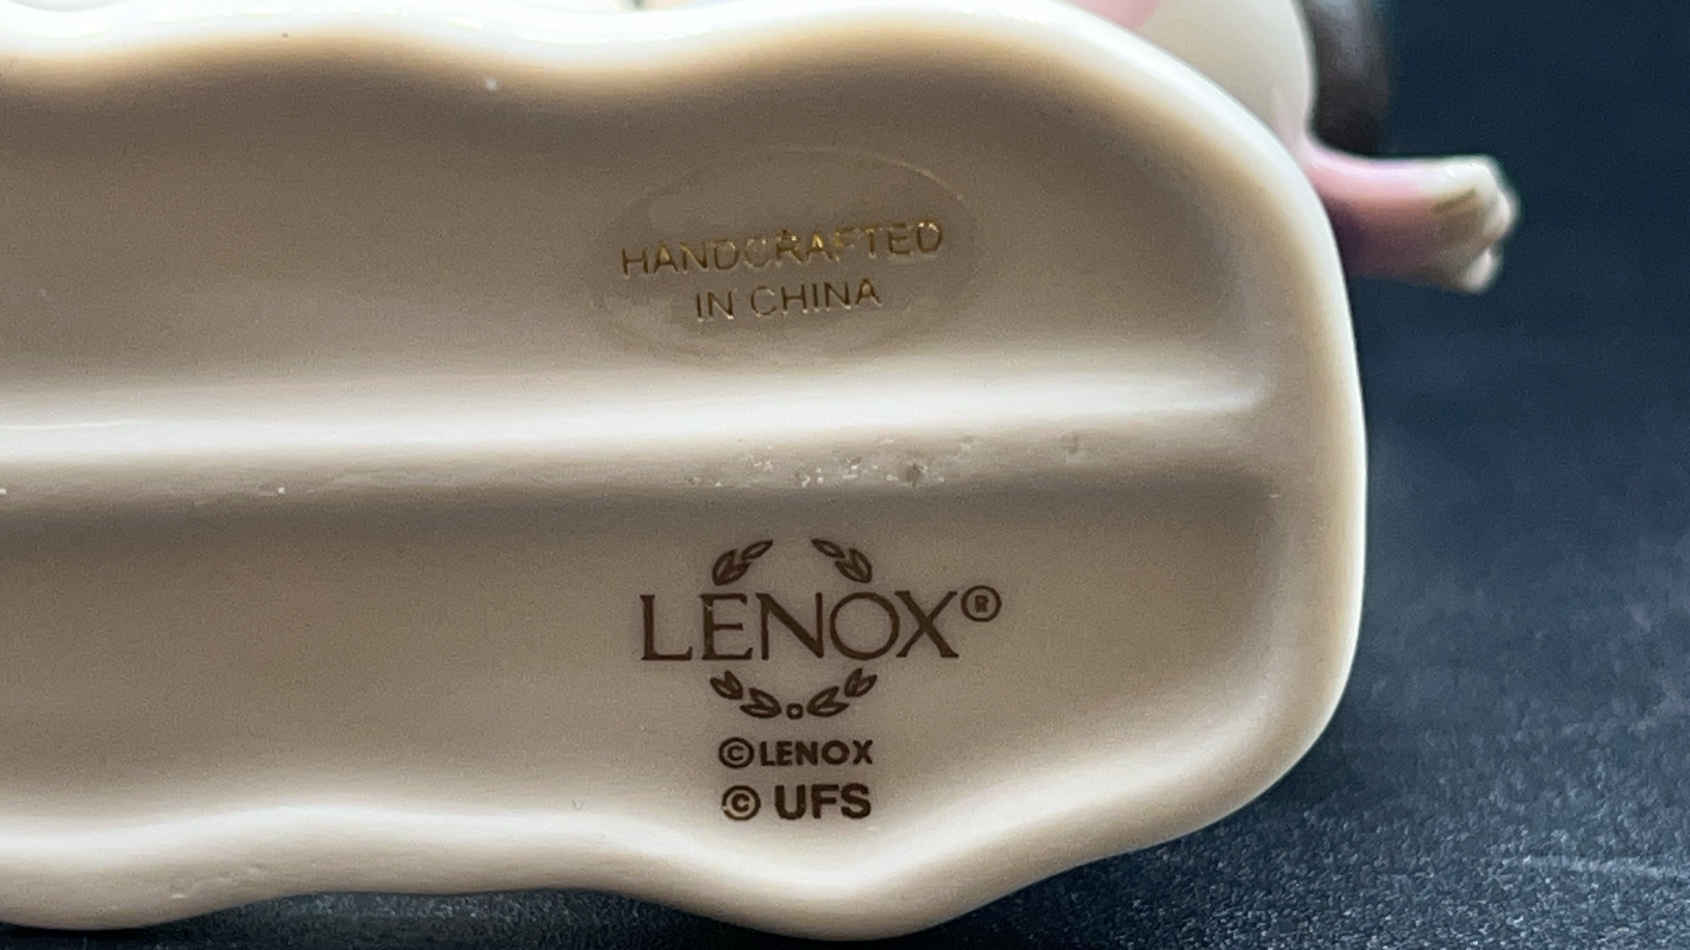 HANDCRAFTED
IN CHINA
LENOX®
©LENOX
© UFS